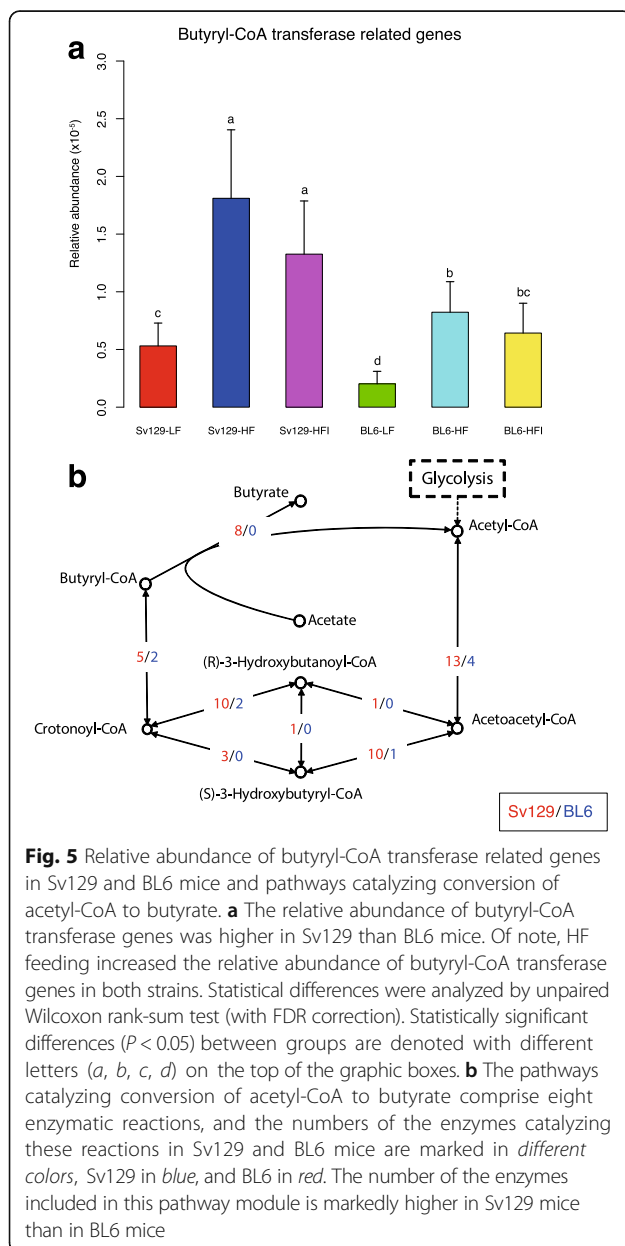 Butyryl-CoA transferase related genes
a
Relative abundance (x10-5)
3.0
2.5
2.0
1.5
1.0
0.5
0.0
c
a
a
d
b
bc
Sv129-LF
Sv129-HF
Sv129-HFI
BL6-LF
BL6-HF
BL6-HFI
b
Butyrate
Glycolysis
8/0
Acetyl-CoA
Butyryl-CoA
Acetate
5/2
(R)-3-Hydroxybutanoyl-CoA
13/4
10/2
1/0
Crotonoyl-CoA
1/0
Acetoacetyl-CoA
3/0
10/1
(S)-3-Hydroxybutyryl-CoA
Sv129/BL6
Fig. 5 Relative abundance of butyryl-CoA transferase related genes
in Sv129 and BL6 mice and pathways catalyzing conversion of
acetyl-CoA to butyrate. a The relative abundance of butyryl-CoA
transferase genes was higher in Sv129 than BL6 mice. Of note, HF
feeding increased the relative abundance of butyryl-CoA transferase
genes in both strains. Statistical differences were analyzed by unpaired
Wilcoxon rank-sum test (with FDR correction). Statistically significant
differences (P < 0.05) between groups are denoted with different
letters (a, b, c, d) on the top of the graphic boxes. b The pathways
catalyzing conversion of acetyl-CoA to butyrate comprise eight
enzymatic reactions, and the numbers of the enzymes catalyzing
these reactions in Sv129 and BL6 mice are marked in different
colors, Sv129 in blue, and BL6 in red. The number of the enzymes
included in this pathway module is markedly higher in Sv129 mice
than in BL6 mice